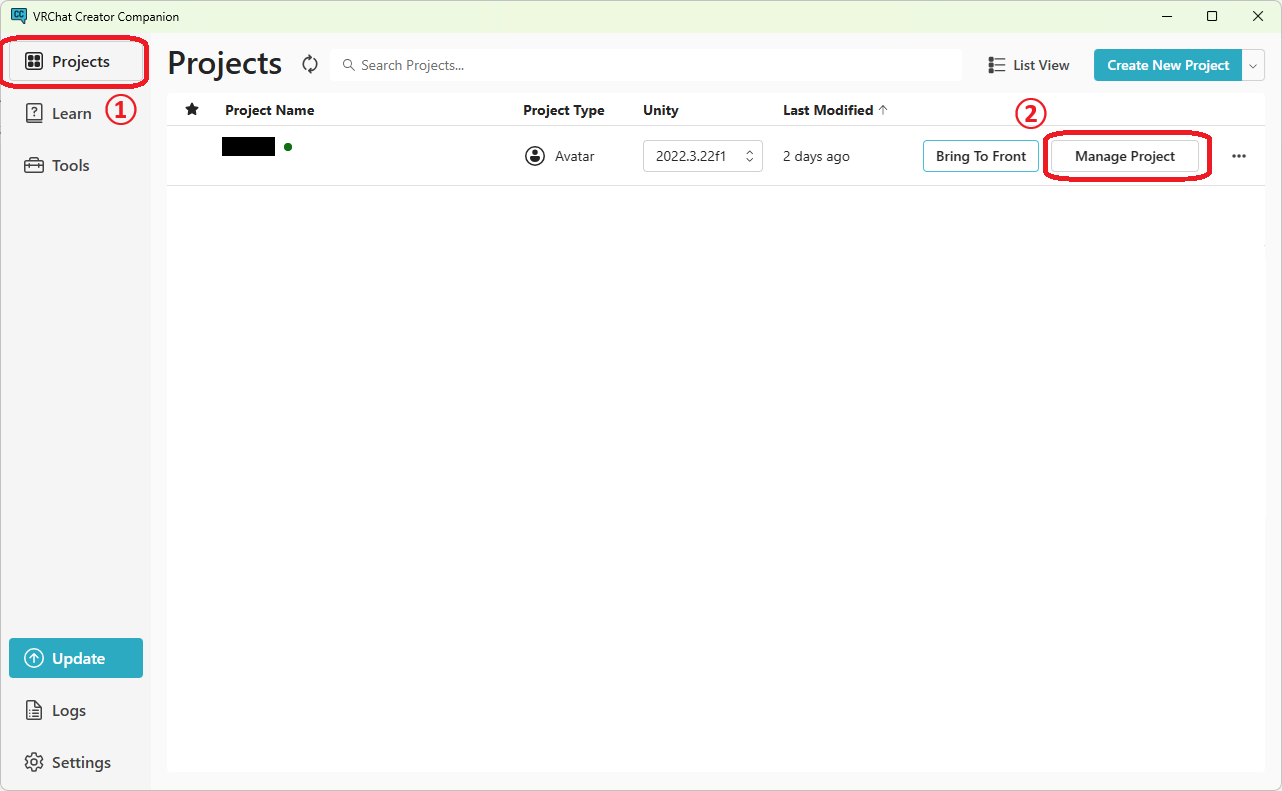 VRChat Creator Companion
Projects
Learn
①
Tools
Update
Logs
Settings
Projects
Search Projects...
List View
Create New Project
Project Name
Project Type
Unity
Last Modified
②
Avatar
2022.3.22f1
2 days ago
Bring To Front
Manage Project